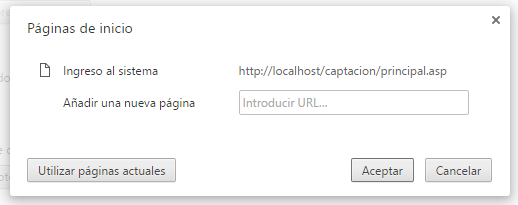 Páginas de inicio
Ingreso al sistema http://localhost/captacion/principal.asp
Añadir una nueva página Introducir URL...
Utilizar páginas actuales Aceptar Cancelar